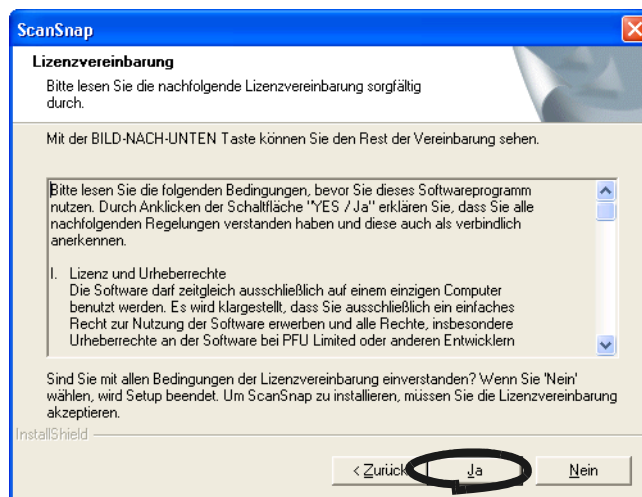 ScanSnap
Lizenzvereinbarung
Bitte lesen Sie die nachfolgende Lizenzvereinbarung sorgfältig
durch.
Mit der BILD-NACH-UNTEN Taste können Sie den Rest der Vereinbarung sehen.
Bitte lesen Sie die folgenden Bedingungen, bevor Sie dieses Softwareprogramm
nutzen. Durch Anklicken der Schaltfläche "YES / Ja" erklären Sie, dass Sie alle
nachfolgenden Regelungen verstanden haben und diese auch als verbindlich
anerkennen.
I. Lizenz und Urheberrechte
Die Software darf zeitgleich ausschließlich auf einem einzigen Computer
benutzt werden. Es wird klargestellt, dass Sie ausschließlich ein einfaches
Recht zur Nutzung der Software erwerben und alle Rechte, insbesondere
Urheberrechte an der Software bei PFU Limited oder anderen Entwicklern
Sind Sie mit allen Bedingungen der Lizenzvereinbarung einverstanden? Wenn Sie 'Nein'
wählen, wird Setup beendet. Um ScanSnap zu installieren, müssen Sie die Lizenzvereinbarung
akzeptieren.
InstallShield
< Zurück Ja Nein